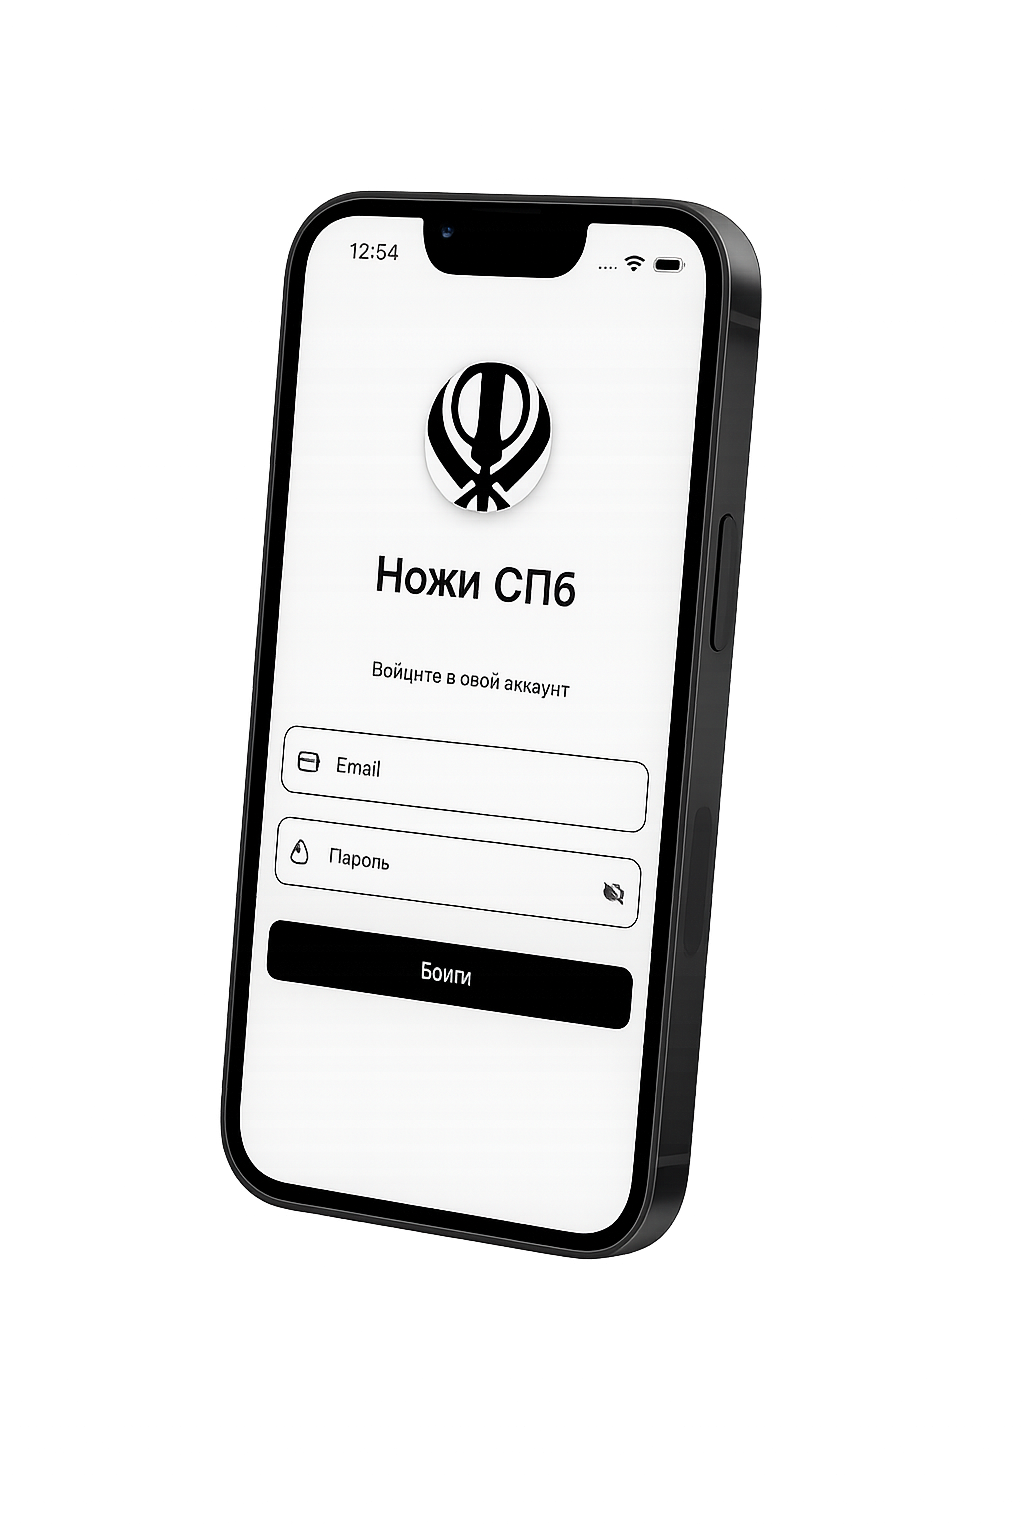 12:54
Ножи СПб
Войцнте в овой аккаунт
Email
Пароль
Боиги